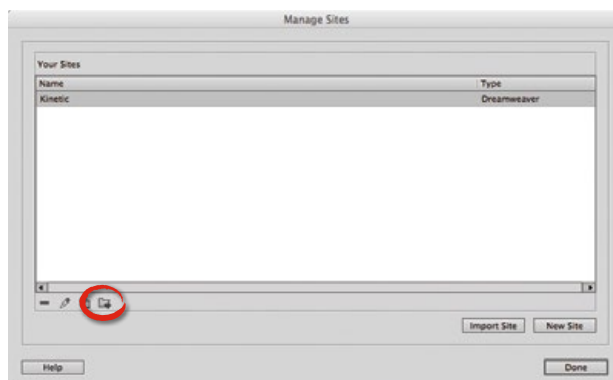 Manage Sites
Your Sites
Name Type
Kinetic Dreamweaver
Import Site New Site
Help Done